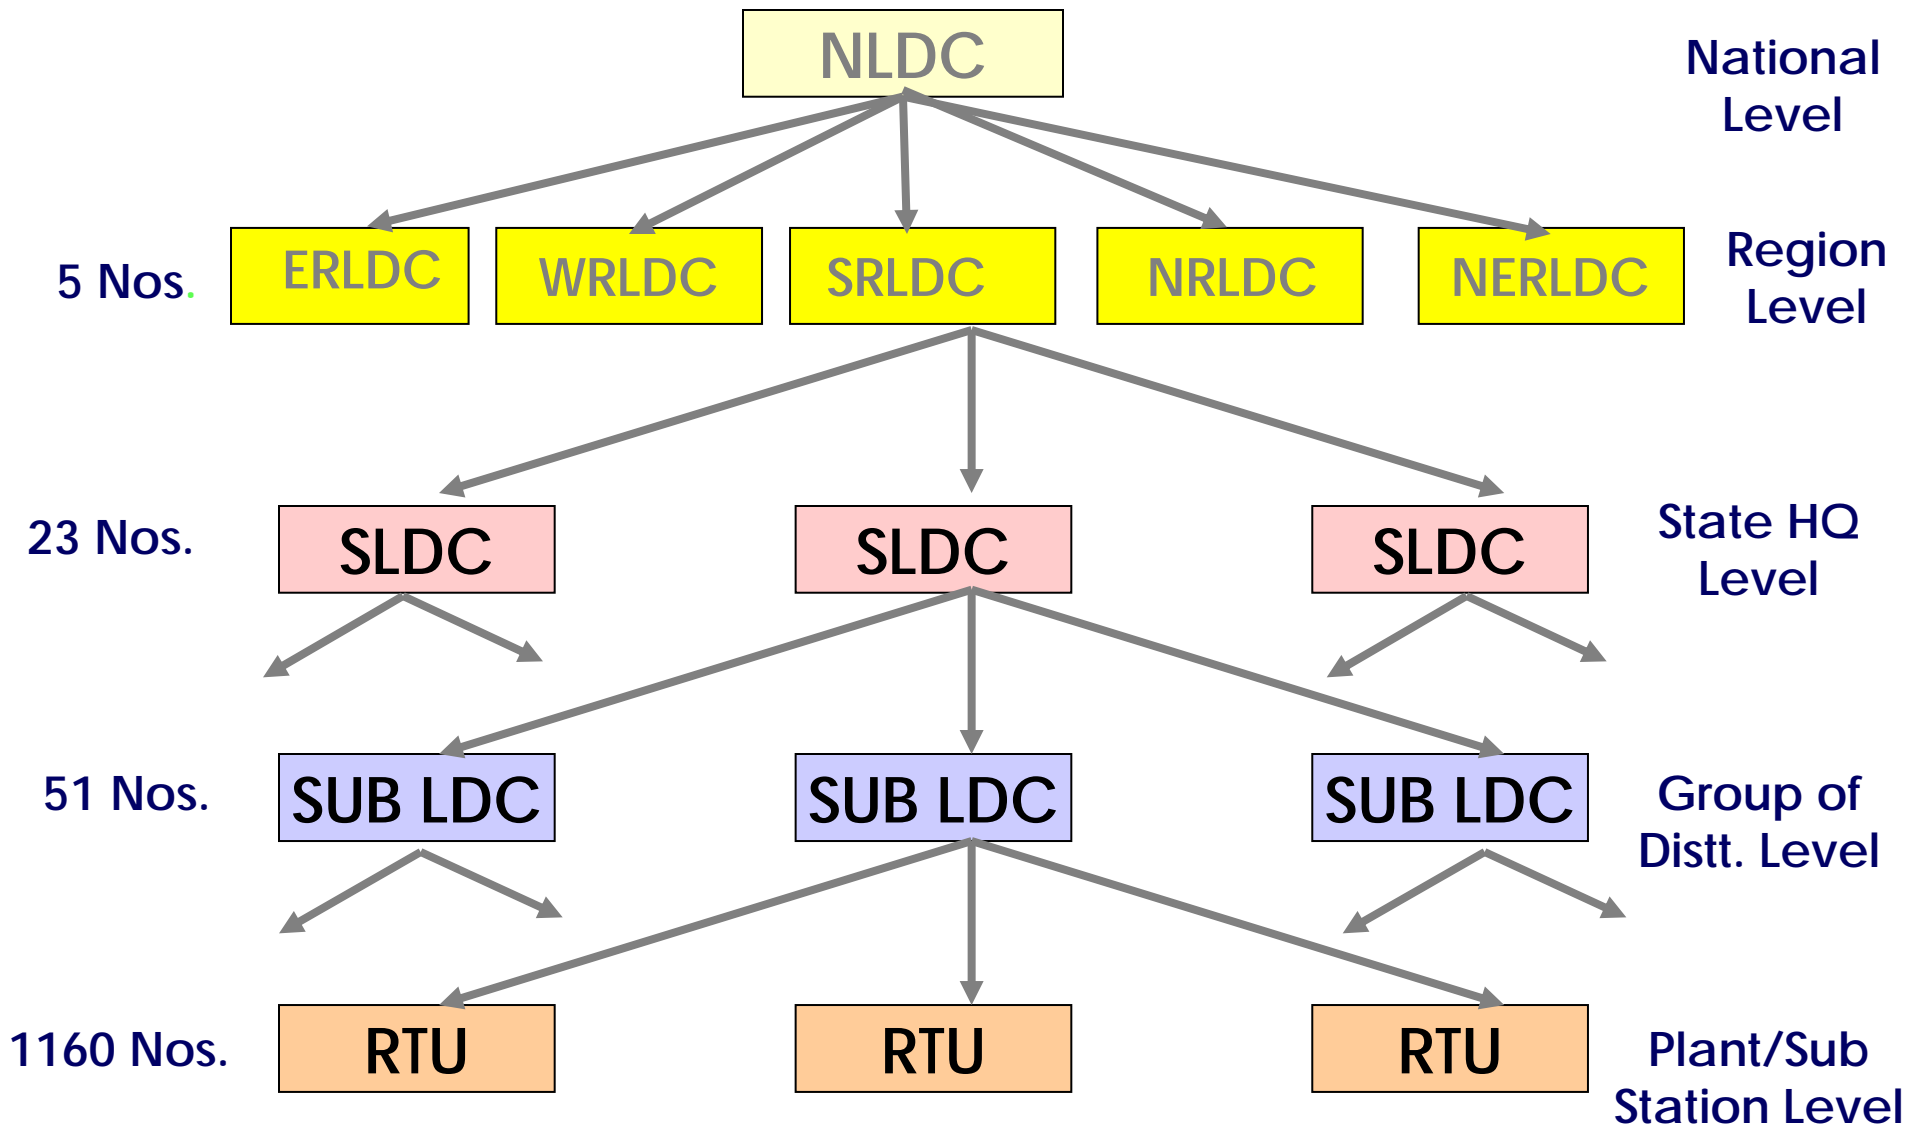 NLDC
National
Level
5 Nos.
ERLDC
WRLDC
SRLDC
NRLDC
NERLDC
Region
Level
23 Nos.
SLDC
SLDC
SLDC
State HQ
Level
51 Nos.
SUB LDC
SUB LDC
SUB LDC
Group of
Distt. Level
1160 Nos.
RTU
RTU
RTU
Plant/Sub
Station Level